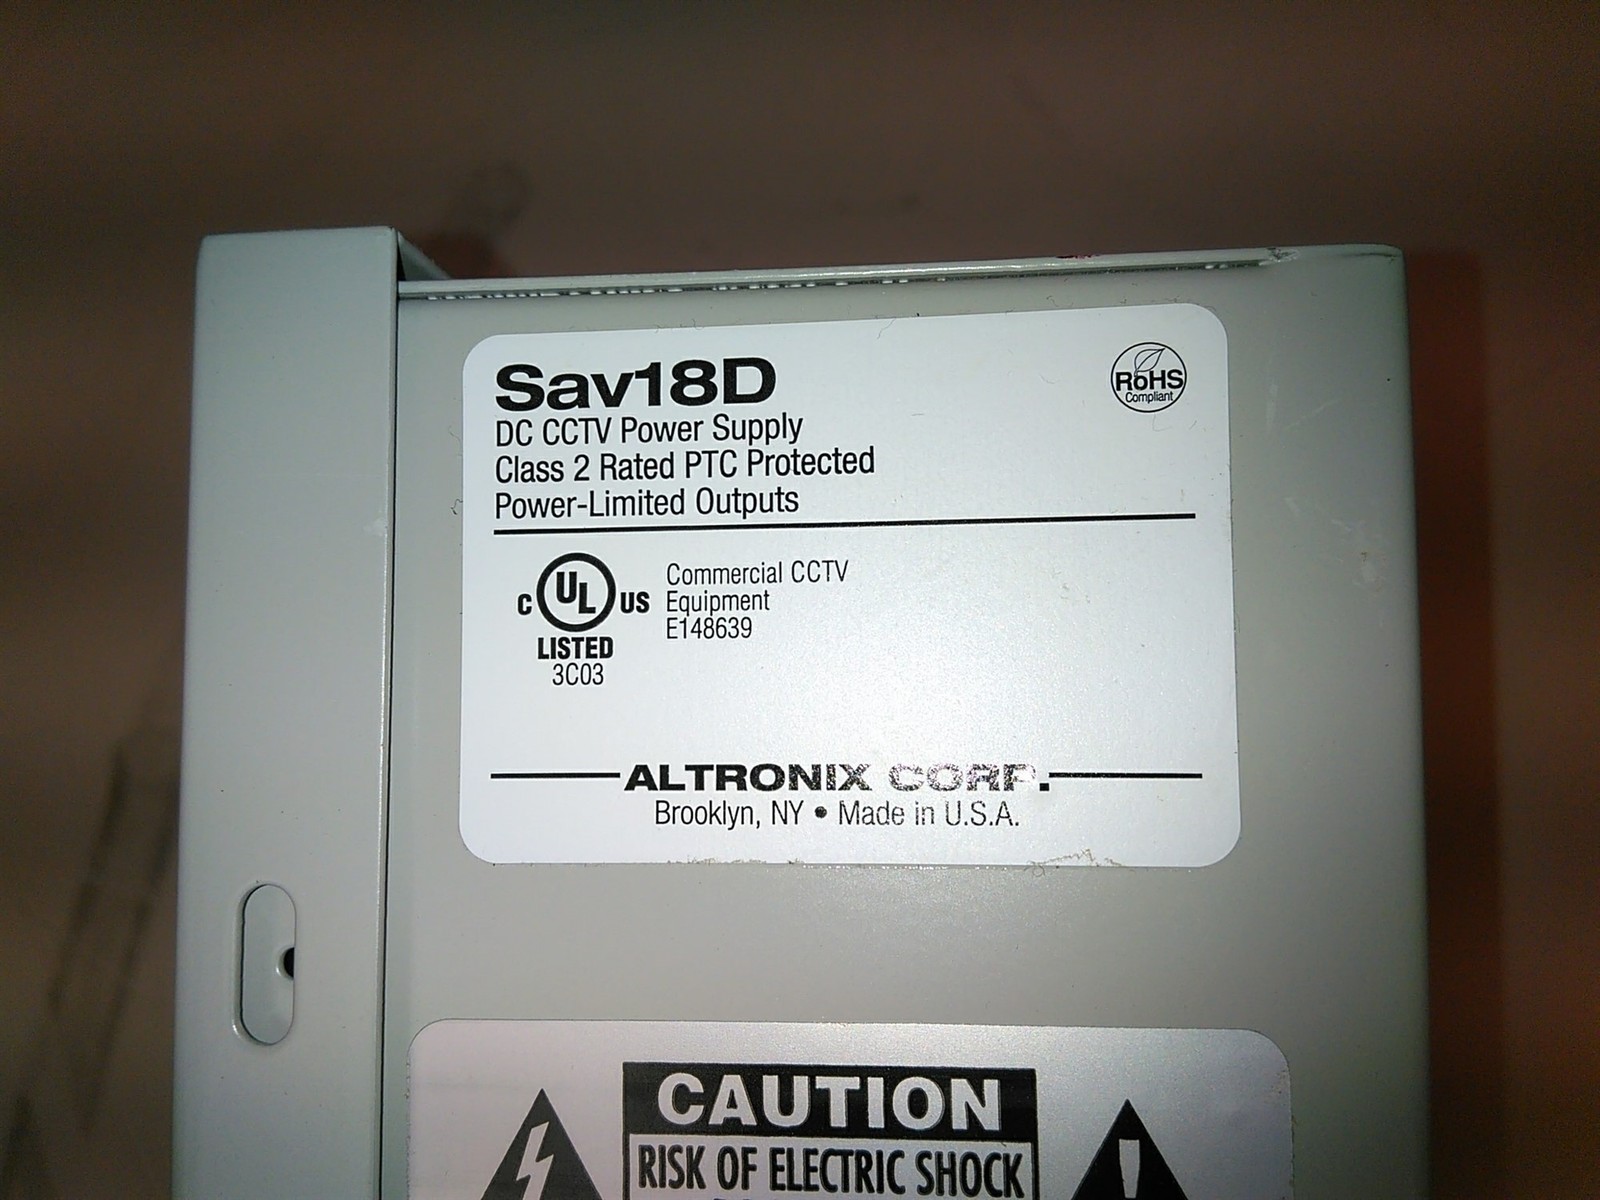 Sav18D
RoHS
Compliant
DC CCTV Power Supply
Class 2 Rated PTC Protected
Power-Limited Outputs
C UL US
LISTED
3C03
Commercial CCTV
Equipment
E148639
ALTRONIX CORP.
Brooklyn, NY • Made in U.S.A.
CAUTION
RISK OF ELECTRIC SHOCK